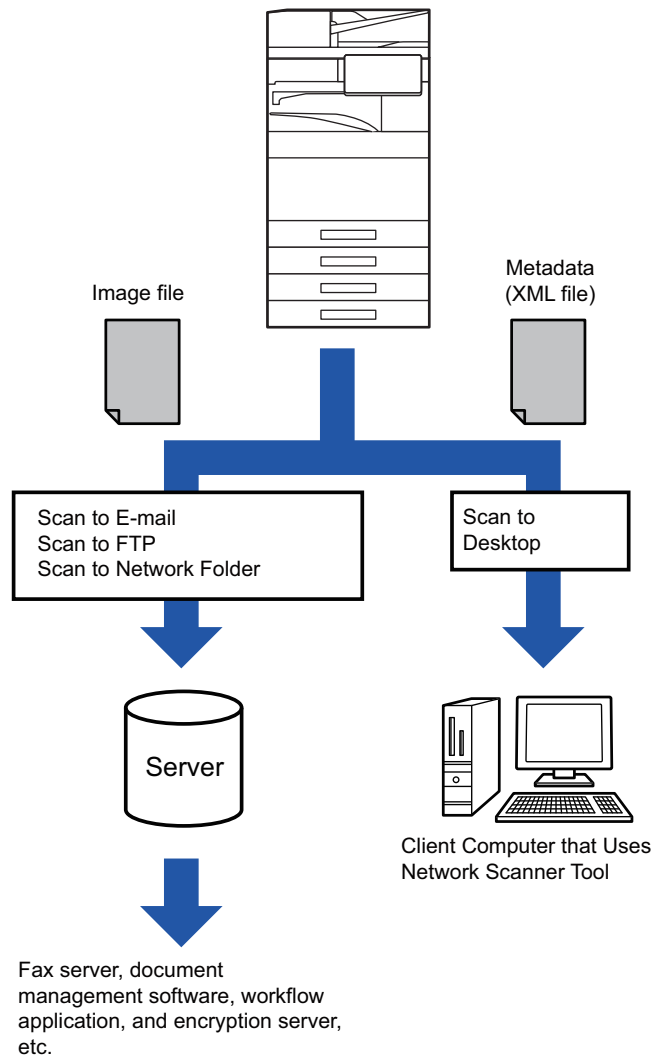 Image file
Metadata
(XML file)
Scan to E-mail
Scan to FTP
Scan to Network Folder
Scan to
Desktop
Server
Client Computer that Uses
Network Scanner Tool
Fax server, document
management software, workflow
application, and encryption server,
etc.